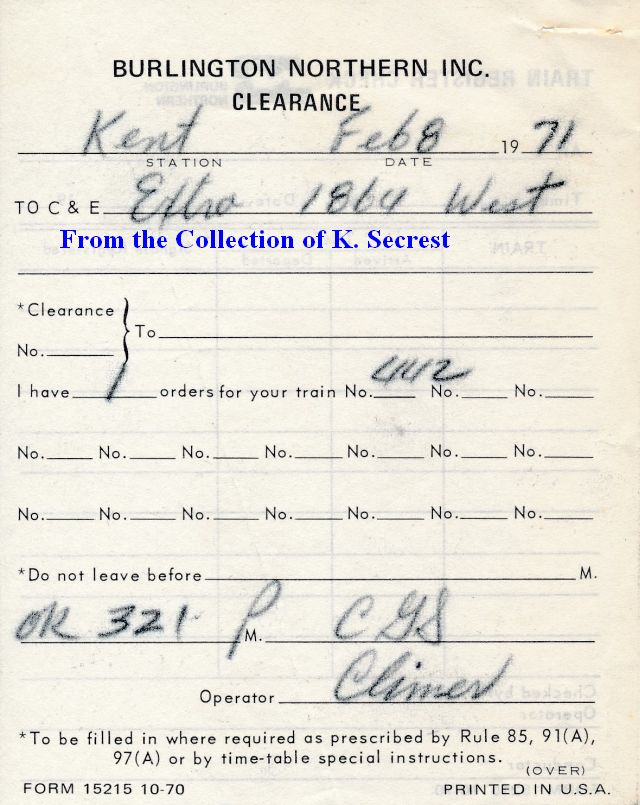 BURLINGTON NORTHERN INC.
CLEARANCE
Kent Feb 8 1971
STATION DATE
TO C & E Extra 1864 West
From the Collection of K. Secrest
*Clearance
No. To
I have 1 orders for your train No. 442 No. No.
No. No. No. No. No. No. No.
No. No. No. No. No. No. No.
*Do not leave before M.
OK 321 P M. CGS
Operator Climer
*To be filled in where required as prescribed by Rule 85, 91(A),
97(A) or by time-table special instructions.
(OVER)
FORM 15215 10-70 PRINTED IN U.S.A.